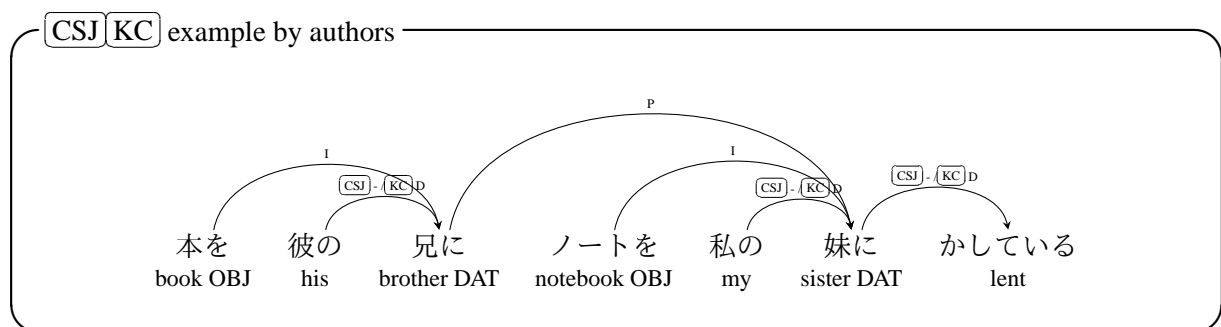 CSJ KC example by authors
P
I I CSJ - / KC D
CSJ - / KC D CSJ - / KC D
本を 彼の 兄に ノートを 私の 妹に かしている
book OBJ his brother DAT notebook OBJ my sister DAT lent